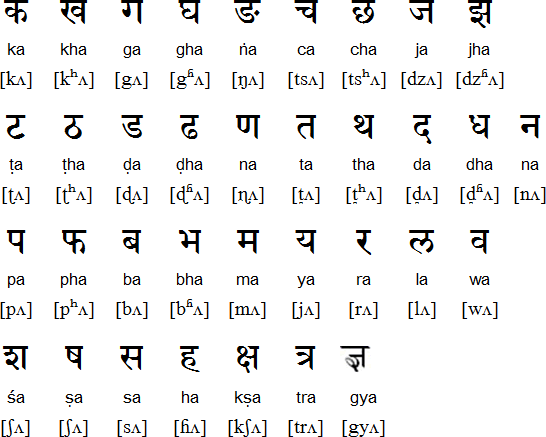 क ख ग घ ङ च छ ज झ
ka kha ga gha ṅa ca cha ja jha
[kʌ] [kʰʌ] [gʌ] [gʱʌ] [ŋʌ] [tsʌ] [tsʰʌ] [dzʌ] [dzʱʌ]
ट ठ ड ढ ण त थ द ध न
ṭa ṭha ḍa ḍha na ta tha da dha na
[ʈʌ] [ʈʰʌ] [ɖʌ] [ɖʱʌ] [ɳʌ] [t̪ʌ] [t̪ʰʌ] [d̪ʌ] [d̪ʱʌ] [nʌ]
प फ ब भ म य र ल व
pa pha ba bha ma ya ra la wa
[pʌ] [pʰʌ] [bʌ] [bʱʌ] [mʌ] [jʌ] [rʌ] [lʌ] [wʌ]
श ष स ह क्ष त्र ज्ञ
śa ṣa sa ha kṣa tra gya
[ʃʌ] [ʃʌ] [sʌ] [ɦʌ] [kʃʌ] [trʌ] [gyʌ]